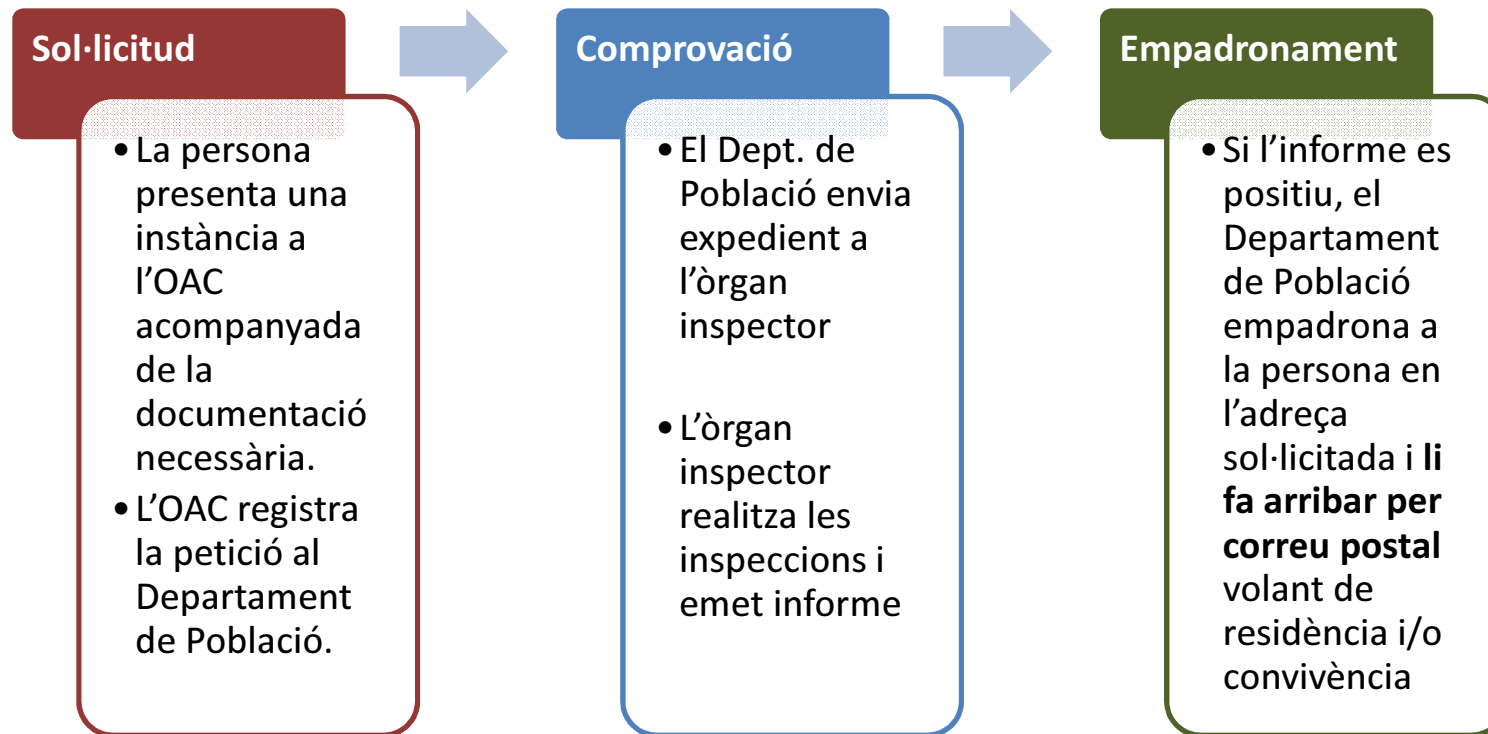 Sol·licitud
• La persona
presenta una
instància a
l’OAC
acompanyada
de la
documentació
necessària.
• L’OAC registra
la petició al
Departament
de Població.
Comprovació
• El Dept. de
Població envia
expedient a
l’òrgan
inspector
• L’òrgan
inspector
realitza les
inspeccions i
emet informe
Empadronament
• Si l’informe es
positiu, el
Departament
de Població
empadrona a
la persona en
l’adreça
sol·licitada i li
fa arribar per
correu postal
volant de
residència i/o
convivència